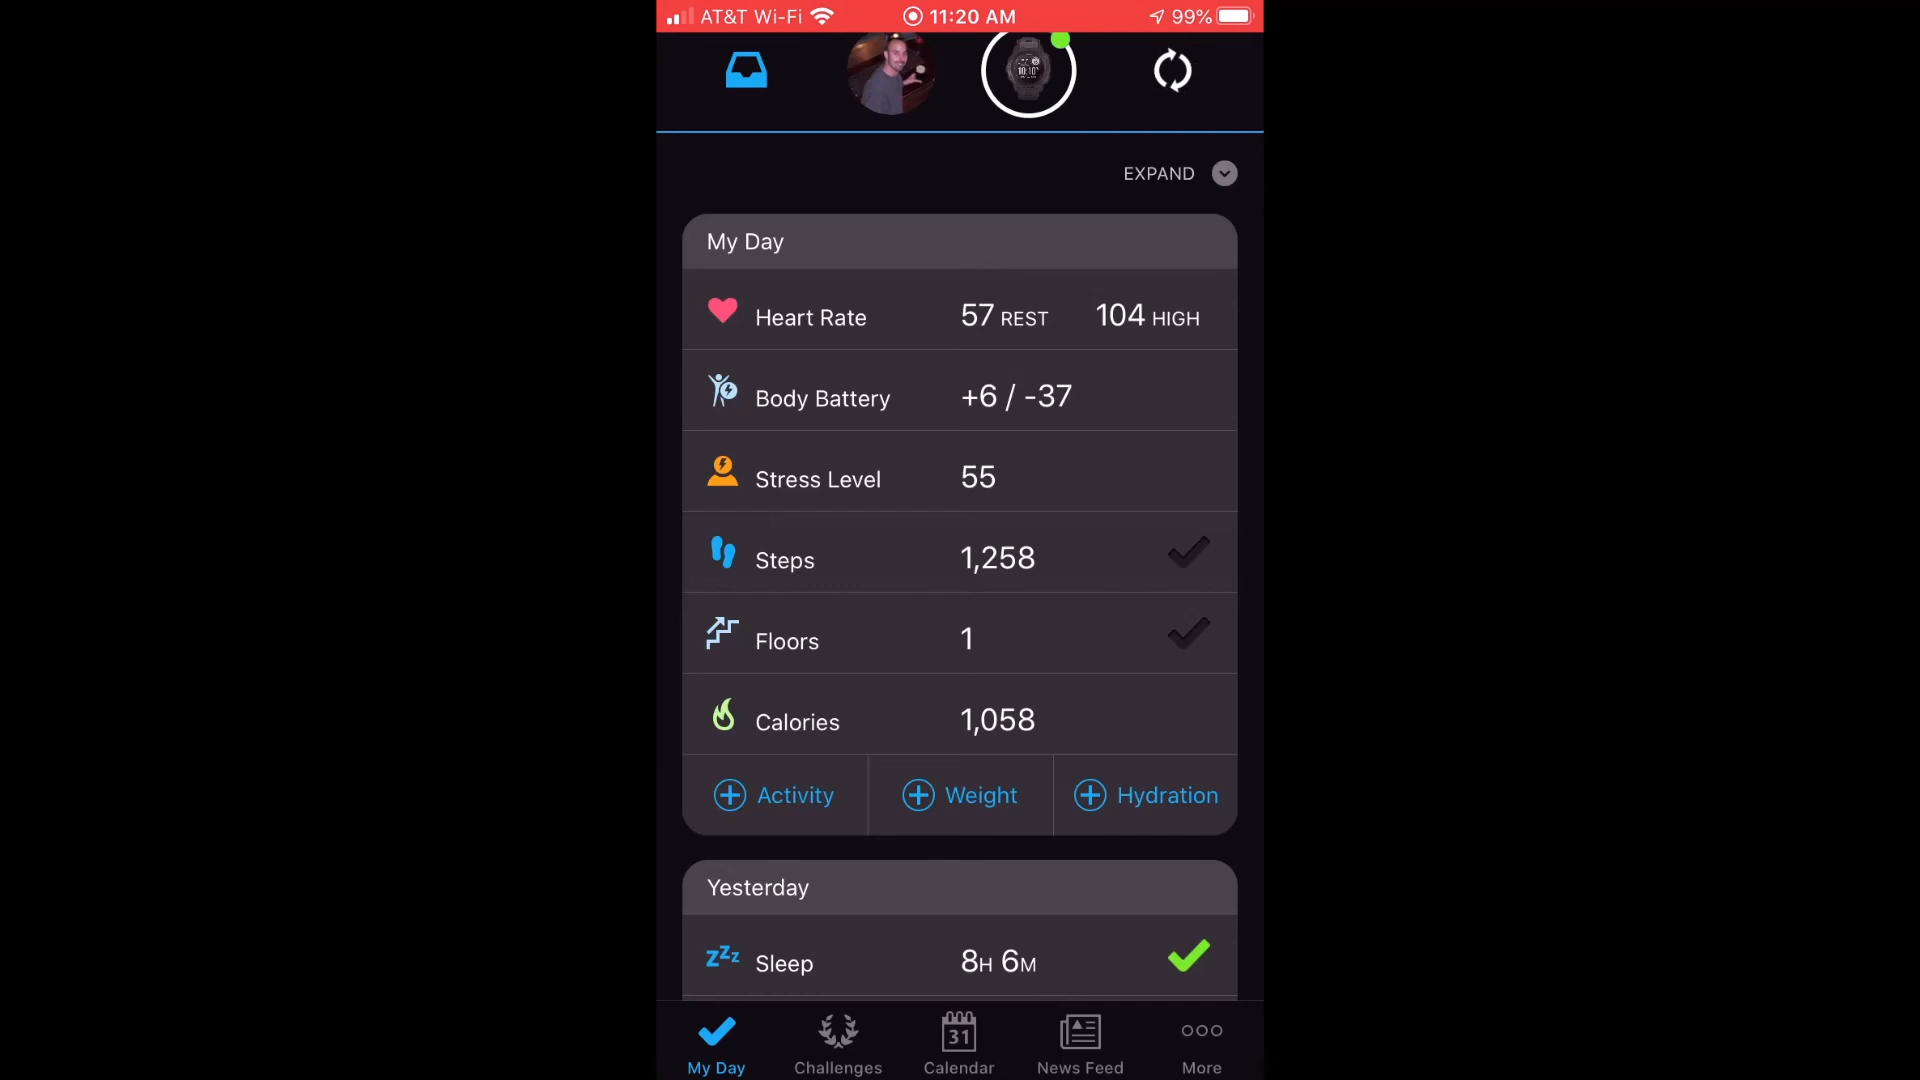 AT&T Wi-Fi 11:20 AM 99%
EXPAND
My Day
Heart Rate 57 REST 104 HIGH
Body Battery +6 / -37
Stress Level 55
Steps 1,258
Floors 1
Calories 1,058
Activity Weight Hydration
Yesterday
zzz Sleep 8H 6M
31
My Day Challenges Calendar News Feed More